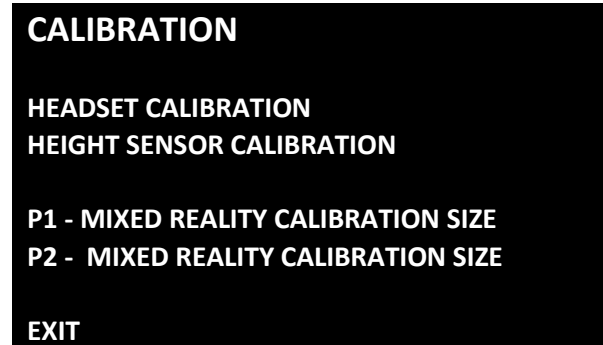 CALIBRATION
HEADSET CALIBRATION
HEIGHT SENSOR CALIBRATION
P1 - MIXED REALITY CALIBRATION SIZE
P2 -  MIXED REALITY CALIBRATION SIZE
EXIT